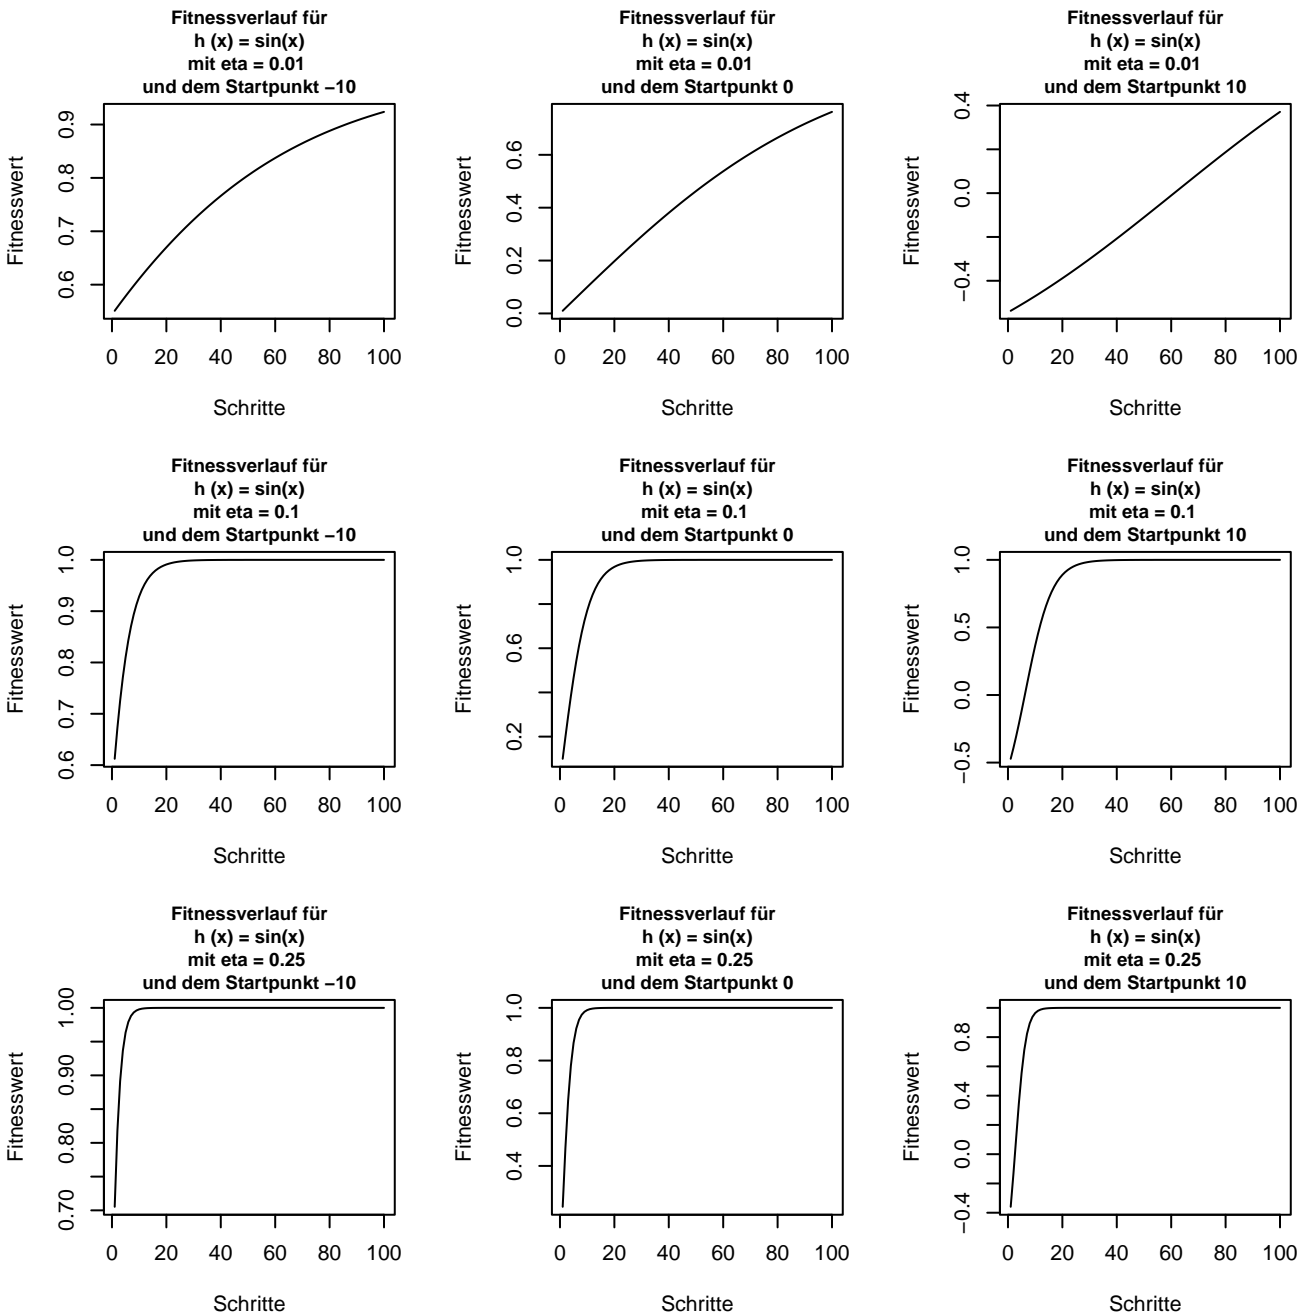 Fitnessverlauf für
h (x) = sin(x)
mit eta = 0.01
und dem Startpunkt −10
Fitnesswert
0.6 0.7 0.8 0.9
0 20 40 60 80 100
Schritte
Fitnessverlauf für
h (x) = sin(x)
mit eta = 0.01
und dem Startpunkt 0
Fitnesswert
0.0 0.2 0.4 0.6
0 20 40 60 80 100
Schritte
Fitnessverlauf für
h (x) = sin(x)
mit eta = 0.01
und dem Startpunkt 10
Fitnesswert
−0.4 0.0 0.4
0 20 40 60 80 100
Schritte
Fitnessverlauf für
h (x) = sin(x)
mit eta = 0.1
und dem Startpunkt −10
Fitnesswert
0.6 0.7 0.8 0.9 1.0
0 20 40 60 80 100
Schritte
Fitnessverlauf für
h (x) = sin(x)
mit eta = 0.1
und dem Startpunkt 0
Fitnesswert
0.2 0.6 1.0
0 20 40 60 80 100
Schritte
Fitnessverlauf für
h (x) = sin(x)
mit eta = 0.1
und dem Startpunkt 10
Fitnesswert
−0.5 0.0 0.5 1.0
0 20 40 60 80 100
Schritte
Fitnessverlauf für
h (x) = sin(x)
mit eta = 0.25
und dem Startpunkt −10
Fitnesswert
0.70 0.80 0.90 1.00
0 20 40 60 80 100
Schritte
Fitnessverlauf für
h (x) = sin(x)
mit eta = 0.25
und dem Startpunkt 0
Fitnesswert
0.4 0.6 0.8 1.0
0 20 40 60 80 100
Schritte
Fitnessverlauf für
h (x) = sin(x)
mit eta = 0.25
und dem Startpunkt 10
Fitnesswert
−0.4 0.0 0.4 0.8
0 20 40 60 80 100
Schritte